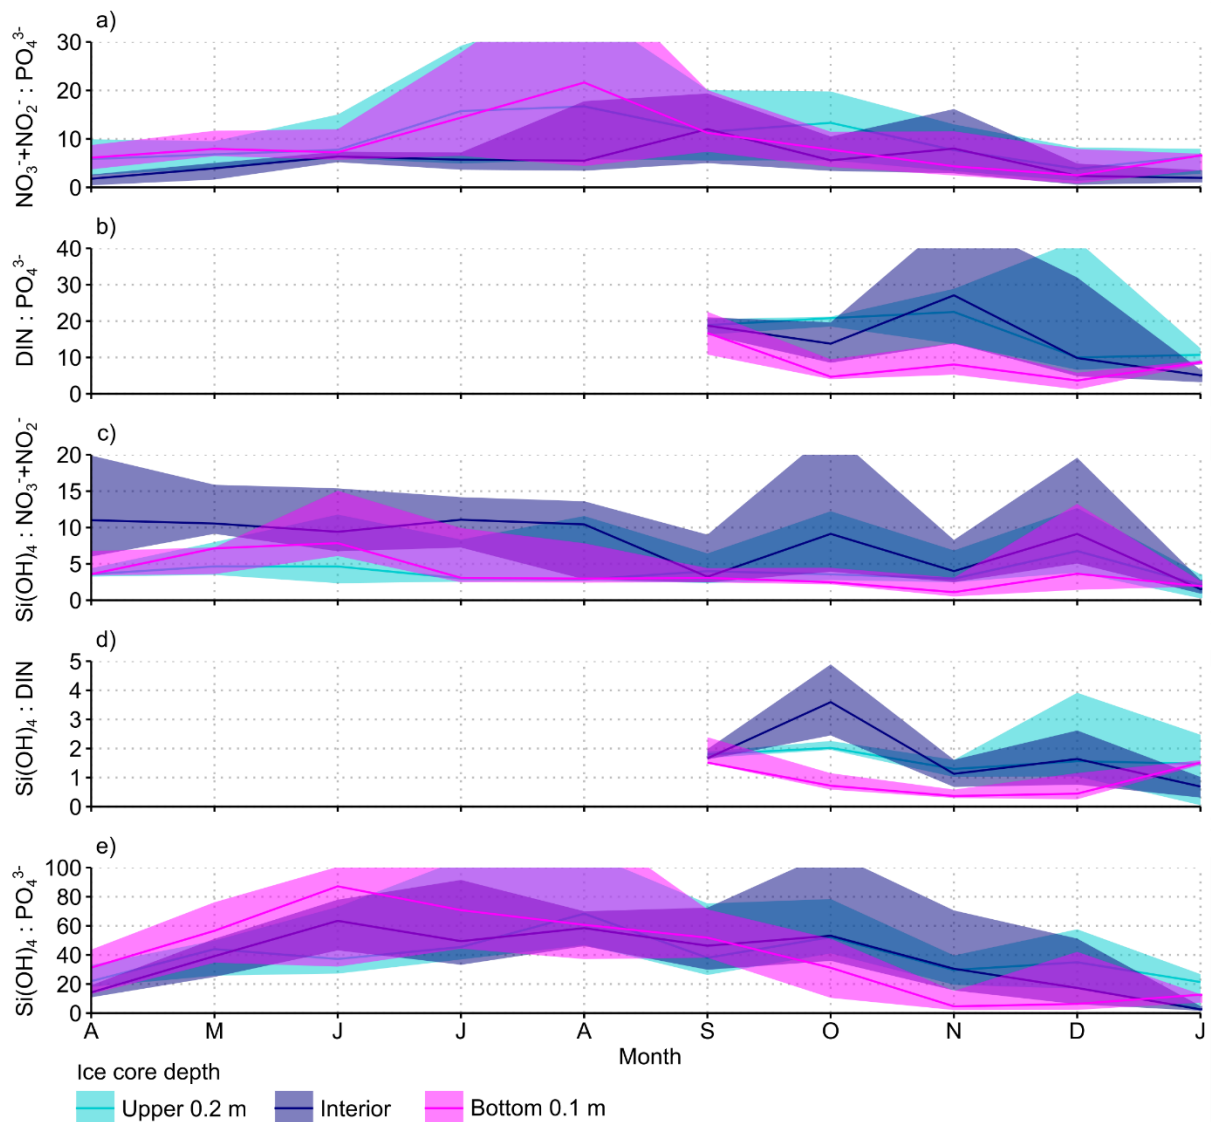 a)
NO₃⁻+NO₂⁻ : PO₄³⁻
30
20
10
0
b)
DIN : PO₄³⁻
40
30
20
10
0
c)
Si(OH)₄ : NO₃⁻+NO₂⁻
20
15
10
5
0
d)
Si(OH)₄ : DIN
5
4
3
2
1
0
e)
Si(OH)₄ : PO₄³⁻
100
80
60
40
20
0
A M J J A S O N D J
Month
Ice core depth
Upper 0.2 m Interior Bottom 0.1 m